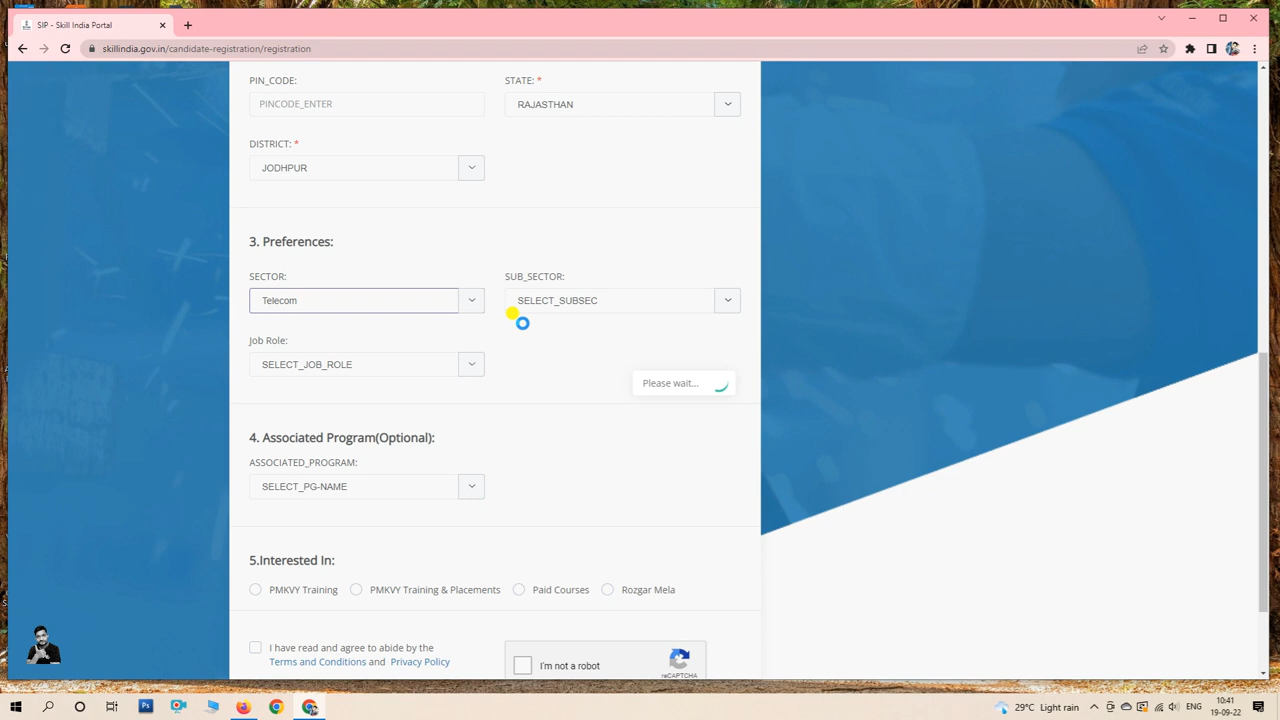 SIP - Skill India Portal
skillindia.gov.in/candidate-registration/registration
PIN_CODE:
STATE: *
PINCODE_ENTER
RAJASTHAN
DISTRICT: *
JODHPUR
3. Preferences:
SECTOR:
SUB_SECTOR:
Telecom
SELECT_SUBSEC
Job Role:
SELECT_JOB_ROLE
Please wait...
4. Associated Program(Optional):
ASSOCIATED_PROGRAM:
SELECT_PG-NAME
5.Interested In:
PMKVY Training
PMKVY Training & Placements
Paid Courses
Rozgar Mela
I have read and agree to abide by the
Terms and Conditions and Privacy Policy
I'm not a robot
reCAPTCHA
Ps
29°C Light rain
ENG
10:41
19-09-22